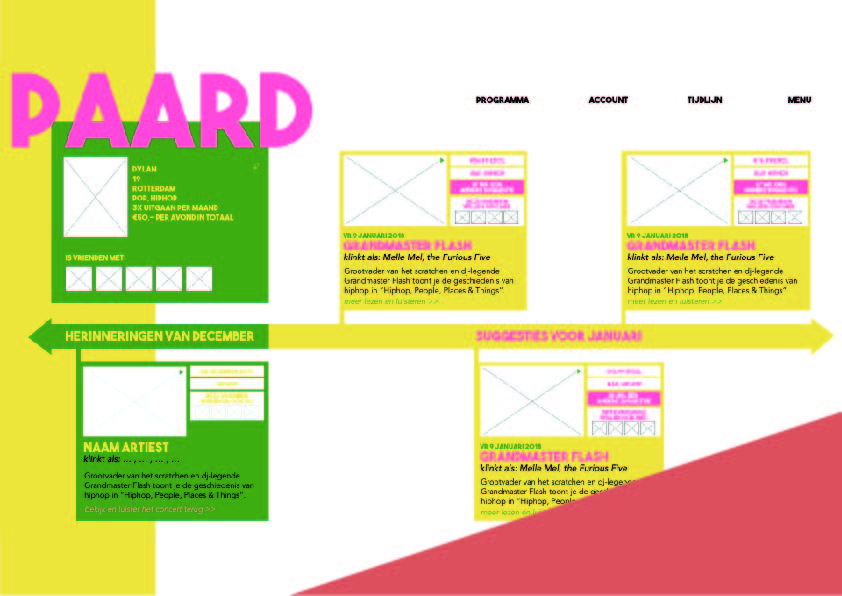 PAARD
PROGRAMMA
ACCOUNT
TIJDLIJN
MENU
DYLAN
19
ROTTERDAM
POP, HIPHOP
3X UITGAAN PER MAAND
€50,- PER AVOND IN TOTAAL
IS VRIENDEN MET
VR 9 JANUARI 2018
GRANDMASTER FLASH
klinkt als: Melle Mel, the Furious Five
Grootvader van het scratchen en dj-legende
Grandmaster Flash toont je de geschiedenis van
hiphop in "Hiphop, People, Places & Things".
meer lezen en luisteren >>
VR 9 JANUARI 2018
GRANDMASTER FLASH
klinkt als: Melle Mel, the Furious Five
Grootvader van het scratchen en dj-legende
Grandmaster Flash toont je de geschiedenis van
hiphop in "Hiphop, People, Places & Things".
meer lezen en luisteren >>
HERINNERINGEN VAN DECEMBER
SUGGESTIES VOOR JANUARI
NAAM ARTIEST
klinkt als:
Grootvader van het scratchen en dj-legende
Grandmaster Flash toont je de geschiedenis van
hiphop in "Hiphop, People, Places & Things".
Bekijk en luister het concert terug >>
VR 9 JANUARI 2018
GRANDMASTER FLASH
klinkt als: Melle Mel, the Furious Five
Grootvader van het scratchen en dj-legende
Grandmaster Flash toont je de
hiphop in "Hiphop, People,
meer lezen en